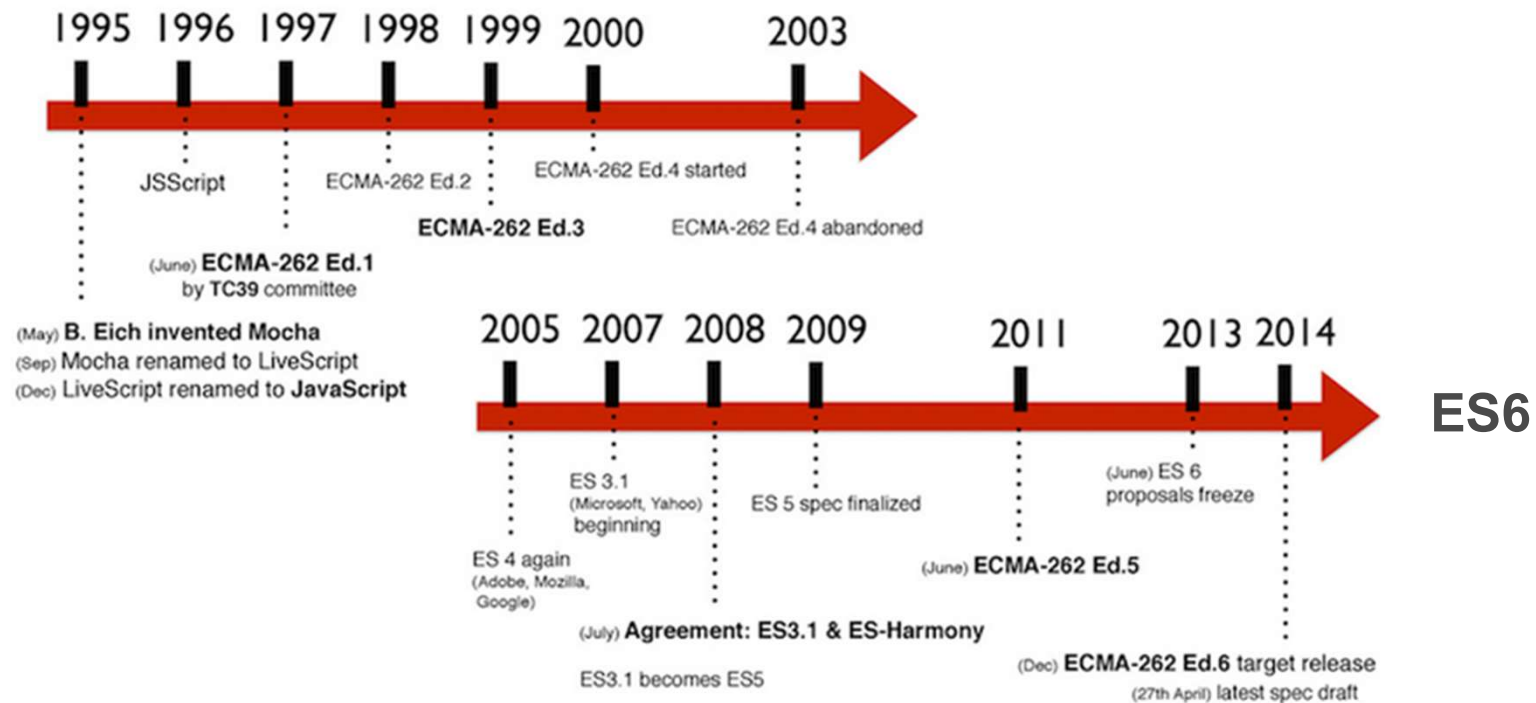 1995 1996 1997 1998 1999 2000 2003
JSScript
ECMA-262 Ed.2
ECMA-262 Ed.4 started
ECMA-262 Ed.3
ECMA-262 Ed.4 abandoned
(June) ECMA-262 Ed.1
by TC39 committee
(May) B. Eich invented Mocha
(Sep) Mocha renamed to LiveScript
(Dec) LiveScript renamed to JavaScript
2005 2007 2008 2009 2011 2013 2014
ES6
ES 3.1
(Microsoft, Yahoo)
beginning
ES 5 spec finalized
(June) ES 6
proposals freeze
ES 4 again
(Adobe, Mozilla,
Google)
(June) ECMA-262 Ed.5
(July) Agreement: ES3.1 & ES-Harmony
ES3.1 becomes ES5
(Dec) ECMA-262 Ed.6 target release
(27th April) latest spec draft